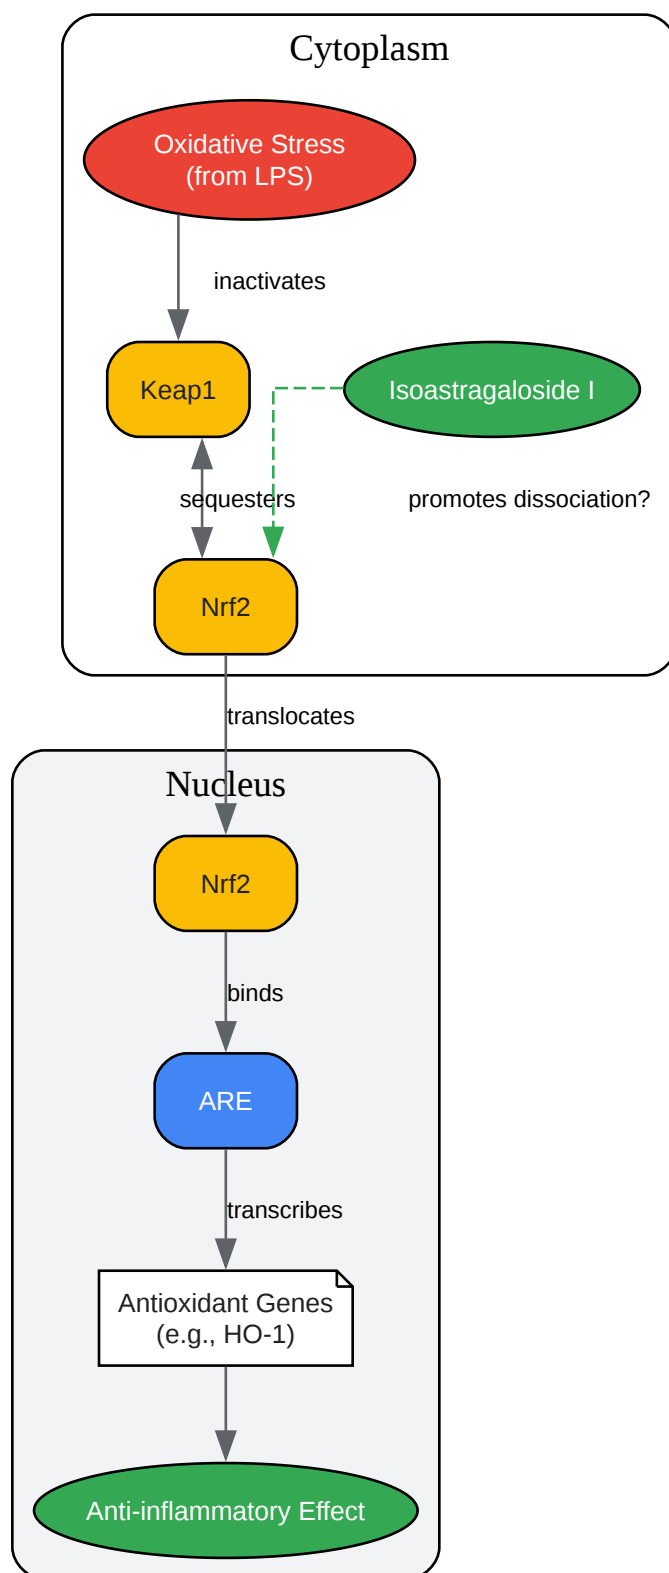 Cytoplasm
Oxidative Stress
(from LPS)
inactivates
Keap1
Isoastragaloside I
sequesters
promotes dissociation?
Nrf2
translocates
Nucleus
Nrf2
binds
ARE
transcribes
Antioxidant Genes
(e.g., HO-1)
Anti-inflammatory Effect